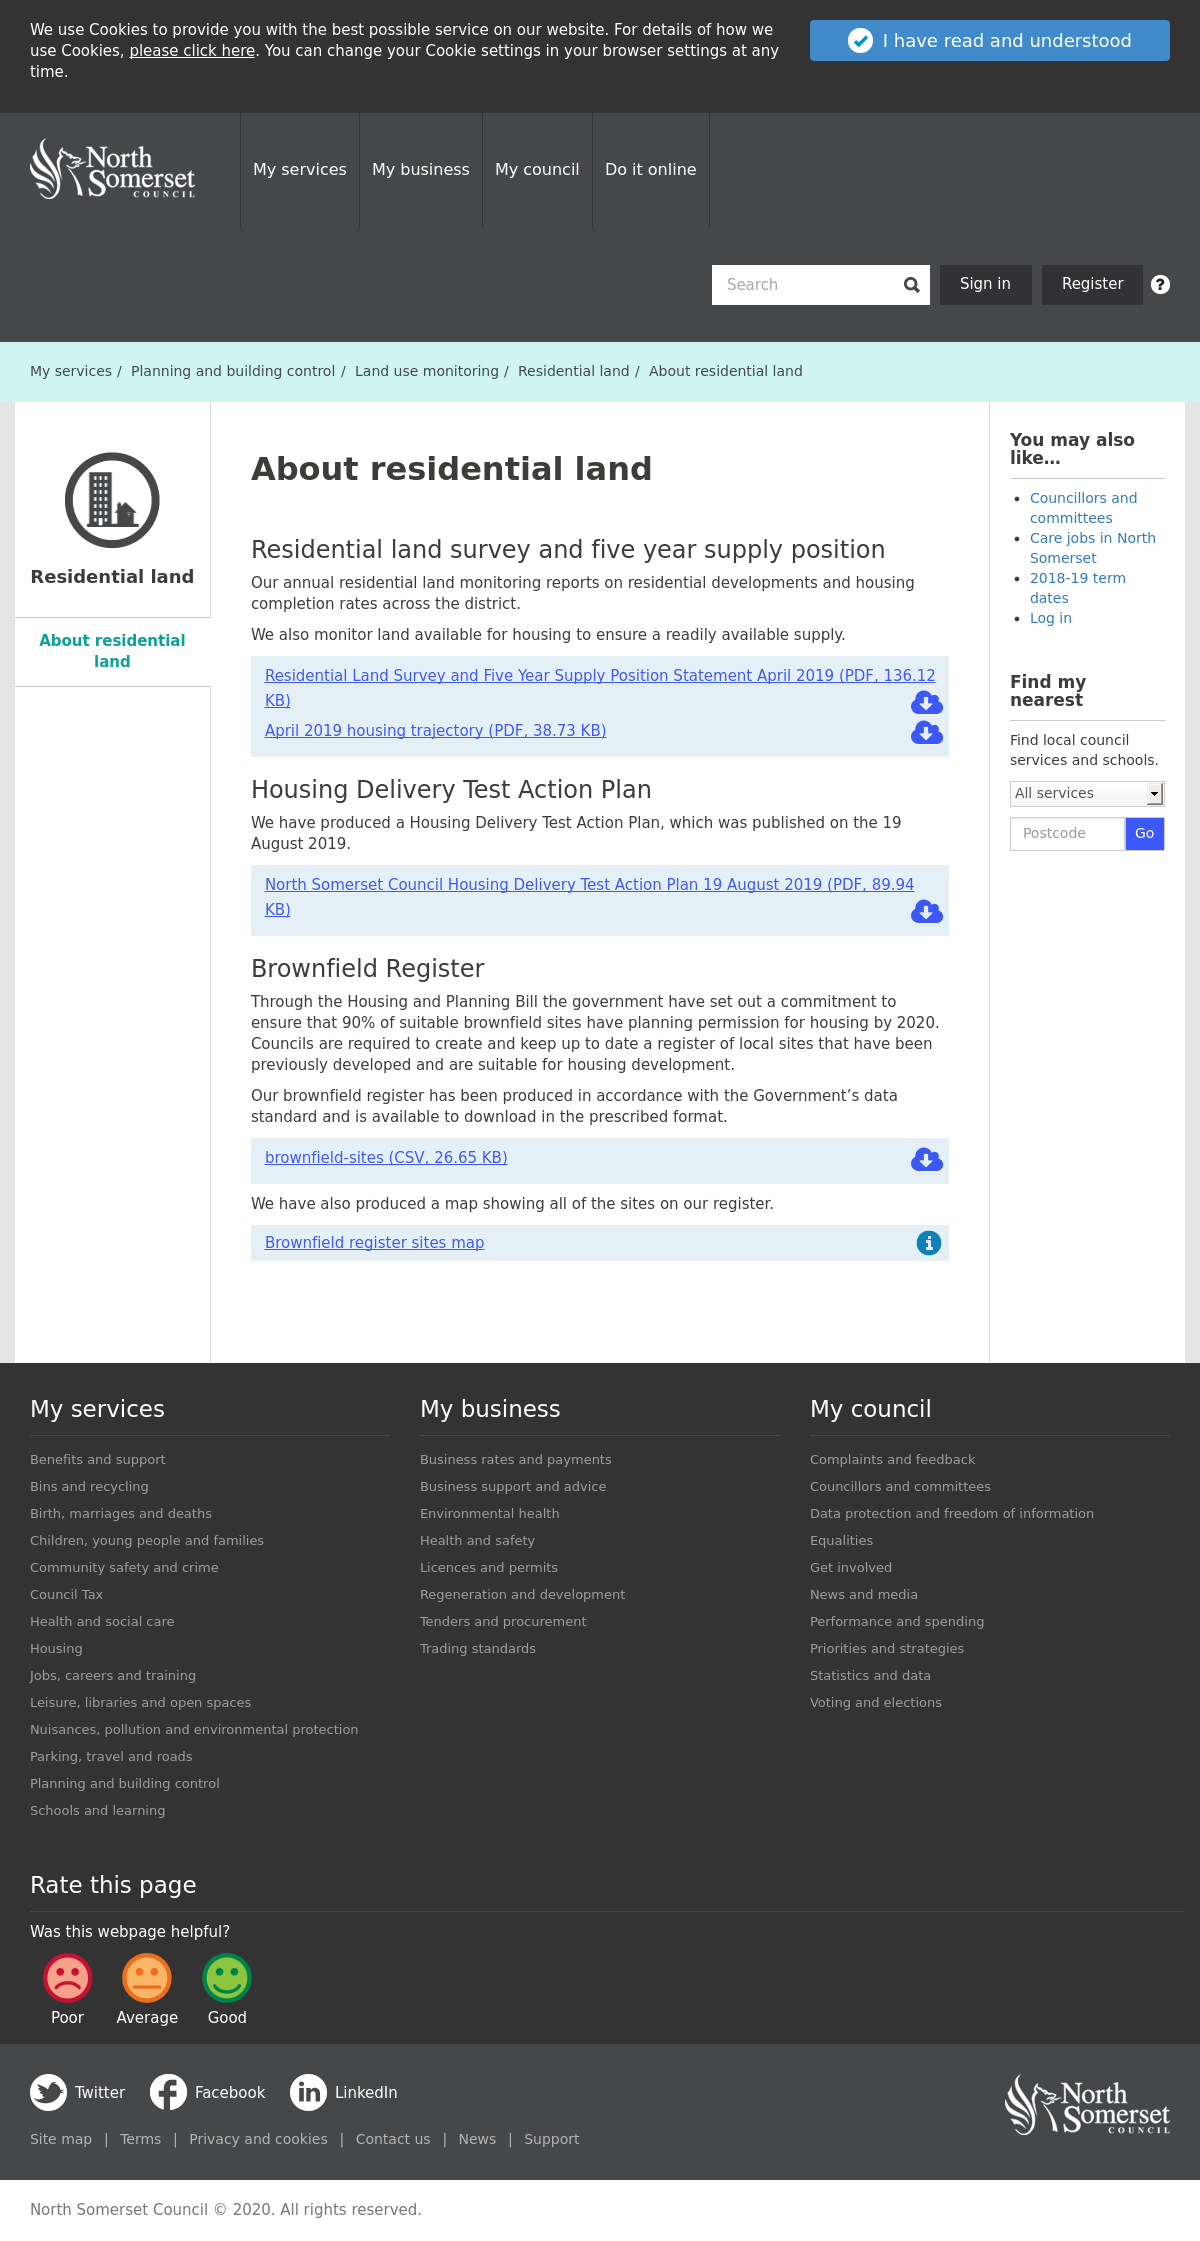 We use Cookies to provide you with the best possible service on our website. For details of how we
use Cookies, please click here. You can change your Cookie settings in your browser settings at any
time.
I have read and understood
North
Somerset
COUNCIL
My services
My business
My council
Do it online
Search
Sign in
Register
?
My services / Planning and building control / Land use monitoring / Residential land / About residential land
Residential land
About residential
land
About residential land
Residential land survey and five year supply position
Our annual residential land monitoring reports on residential developments and housing
completion rates across the district.
We also monitor land available for housing to ensure a readily available supply.
Residential Land Survey and Five Year Supply Position Statement April 2019 (PDF, 136.12
KB)
April 2019 housing trajectory (PDF, 38.73 KB)
Housing Delivery Test Action Plan
We have produced a Housing Delivery Test Action Plan, which was published on the 19
August 2019.
North Somerset Council Housing Delivery Test Action Plan 19 August 2019 (PDF, 89.94
KB)
Brownfield Register
Through the Housing and Planning Bill the government have set out a commitment to
ensure that 90% of suitable brownfield sites have planning permission for housing by 2020.
Councils are required to create and keep up to date a register of local sites that have been
previously developed and are suitable for housing development.
Our brownfield register has been produced in accordance with the Government’s data
standard and is available to download in the prescribed format.
brownfield-sites (CSV, 26.65 KB)
We have also produced a map showing all of the sites on our register.
Brownfield register sites map
You may also
like…
Councillors and
committees
Care jobs in North
Somerset
2018-19 term
dates
Log in
Find my
nearest
Find local council
services and schools.
All services
Postcode
Go
My services
Benefits and support
Bins and recycling
Birth, marriages and deaths
Children, young people and families
Community safety and crime
Council Tax
Health and social care
Housing
Jobs, careers and training
Leisure, libraries and open spaces
Nuisances, pollution and environmental protection
Parking, travel and roads
Planning and building control
Schools and learning
My business
Business rates and payments
Business support and advice
Environmental health
Health and safety
Licences and permits
Regeneration and development
Tenders and procurement
Trading standards
My council
Complaints and feedback
Councillors and committees
Data protection and freedom of information
Equalities
Get involved
News and media
Performance and spending
Priorities and strategies
Statistics and data
Voting and elections
Rate this page
Was this webpage helpful?
Poor
Average
Good
Twitter
Facebook
LinkedIn
Site map | Terms | Privacy and cookies | Contact us | News | Support
North
Somerset
COUNCIL
North Somerset Council © 2020. All rights reserved.